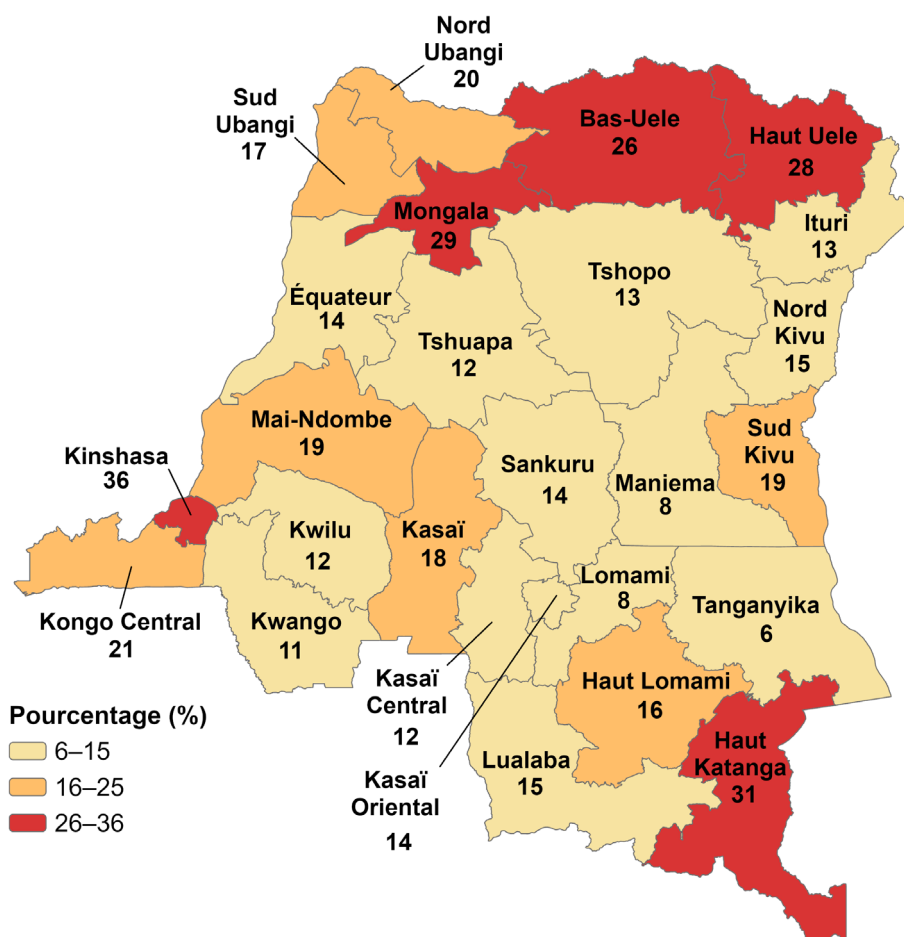 Nord
Ubangi
20
Sud
Ubangi
17
Bas-Uele
26
Haut Uele
28
Mongala
29
Ituri
13
Tshopo
13
Équateur
14
Nord
Kivu
15
Tshuapa
12
Mai-Ndombe
19
Sud
Kivu
19
Kinshasa
36
Sankuru
14
Maniema
8
Kwilu
12
Kasaï
18
Lomami
8
Tanganyika
6
Kongo Central
21
Kwango
11
Kasaï
Central
12
Haut Lomami
16
Pourcentage (%)
6–15
16–25
26–36
Lualaba
15
Haut
Katanga
31
Kasaï
Oriental
14